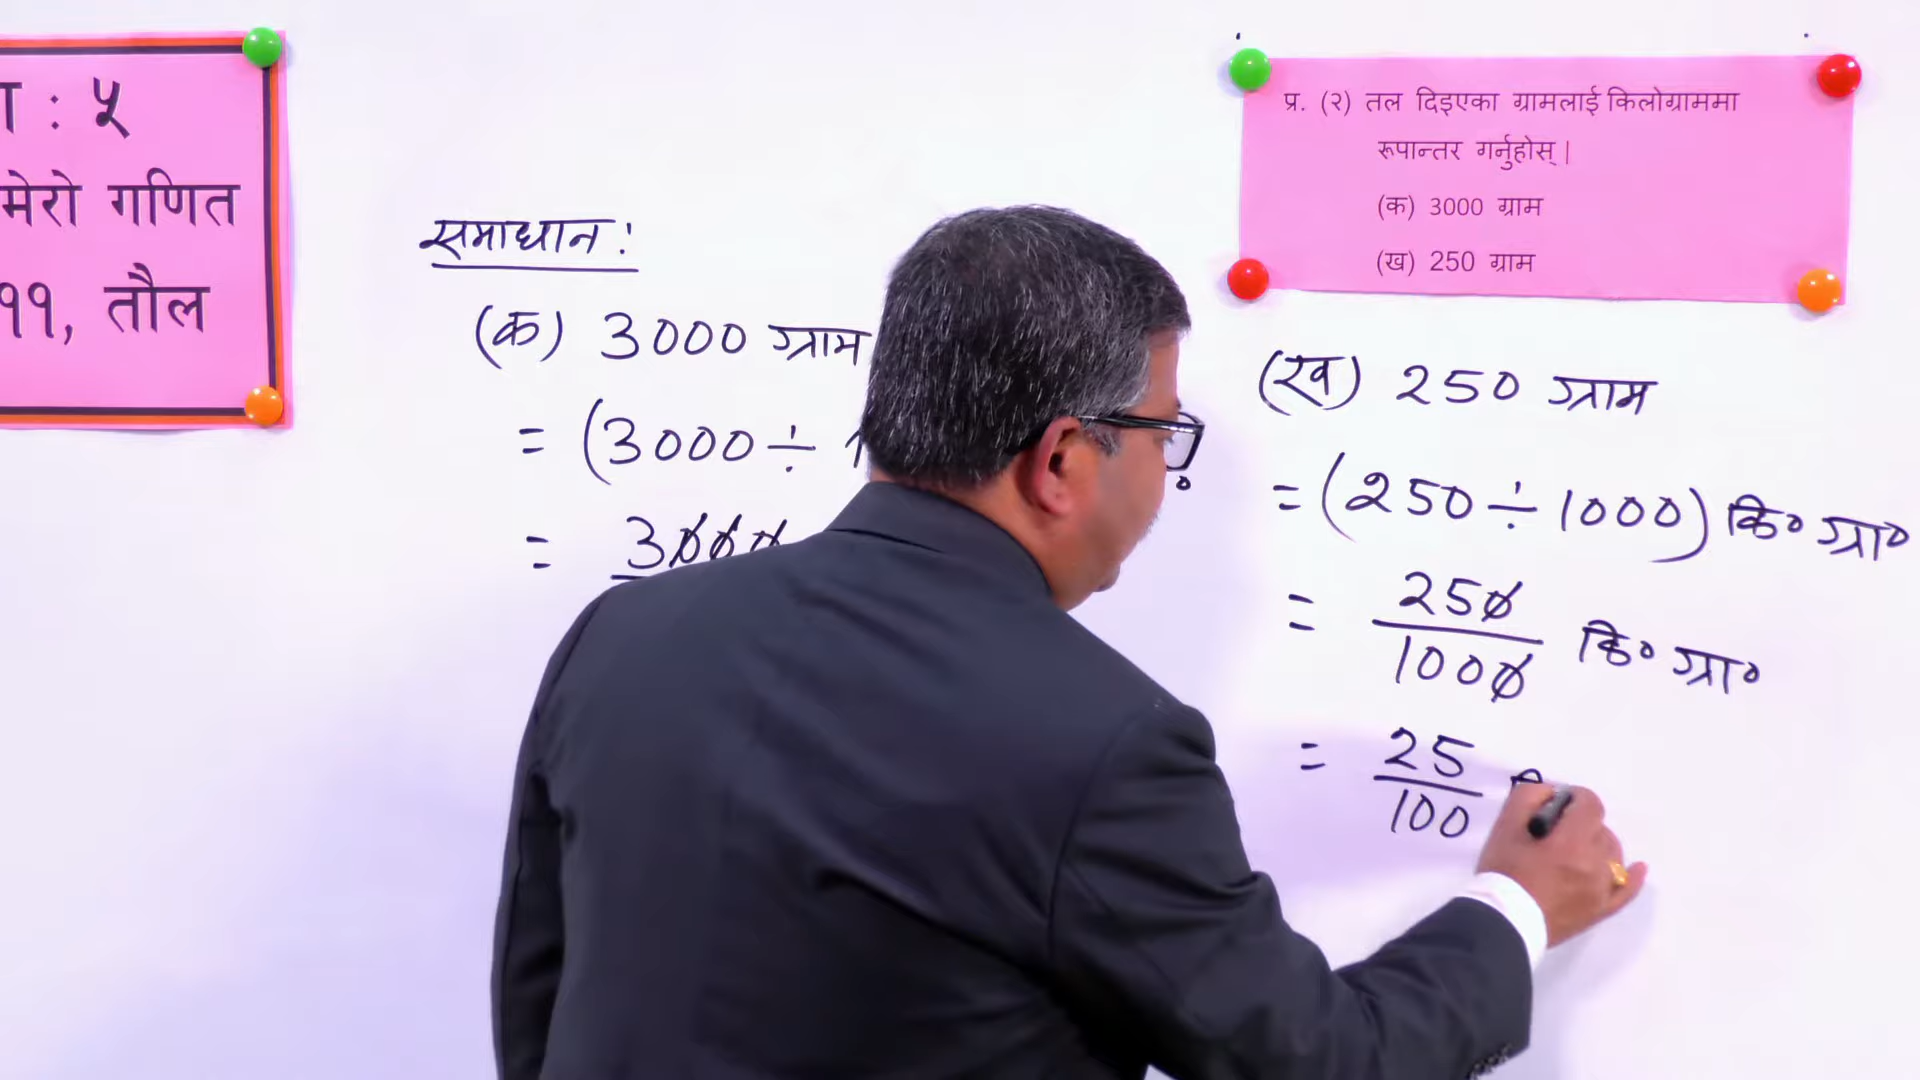 : ५
मेरो गणित
११, तौल
प्र. (२) तल दिइएका ग्रामलाई किलोग्राममा
रूपान्तर गर्नुहोस् |
(क) 3000 ग्राम
(ख) 250 ग्राम
समाधान :
(क) 3000 ग्राम
= (3000 ÷ 1
= 3000
(ख) 250 ग्राम
= (250 ÷ 1000) कि० ग्रा०
= 250
1000 कि० ग्रा०
= 25
100